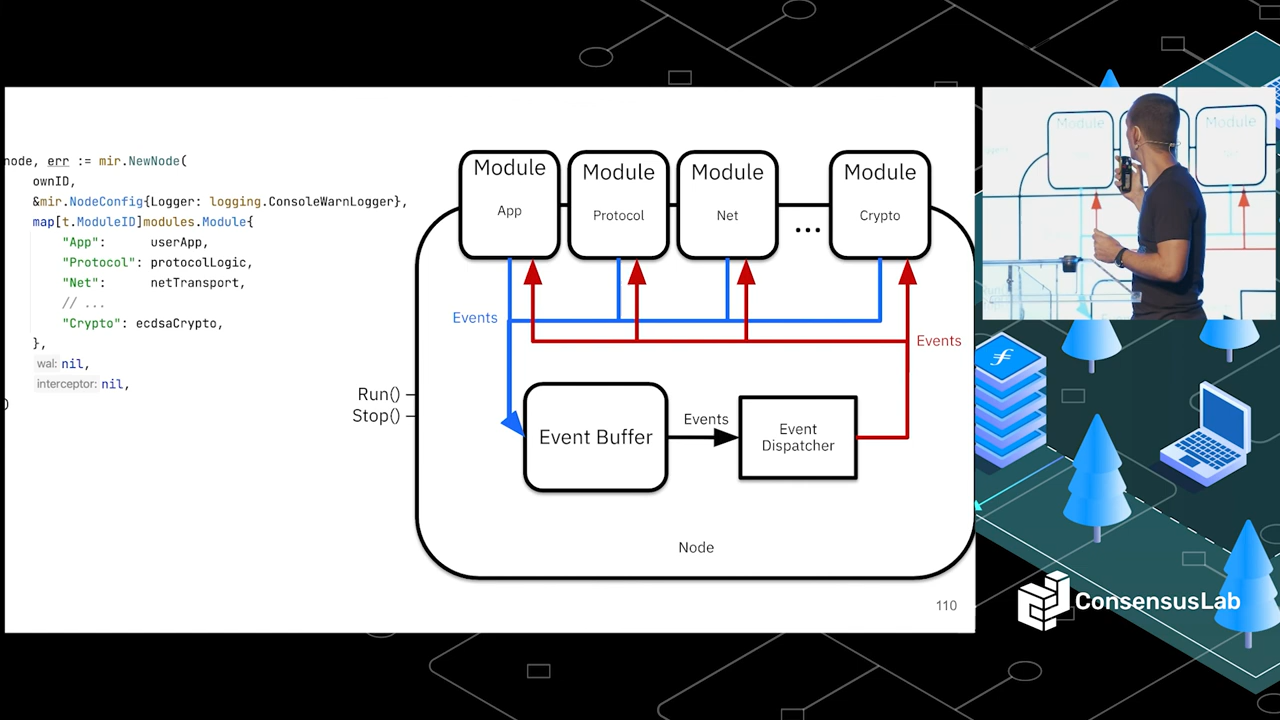 node, err := mir.NewNode(
ownID,
&mir.NodeConfig{Logger: logging.ConsoleWarnLogger},
map[t.ModuleID]modules.Module{
"App": userApp,
"Protocol": protocolLogic,
"Net": netTransport,
// ...
"Crypto": ecdsaCrypto,
},
wal: nil,
interceptor: nil,
)
Module
App
Module
Protocol
Module
Net
...
Module
Crypto
Events
Events
Run()
Stop()
Event Buffer
Events
Event
Dispatcher
Node
110
Module
Module
ConsensusLab